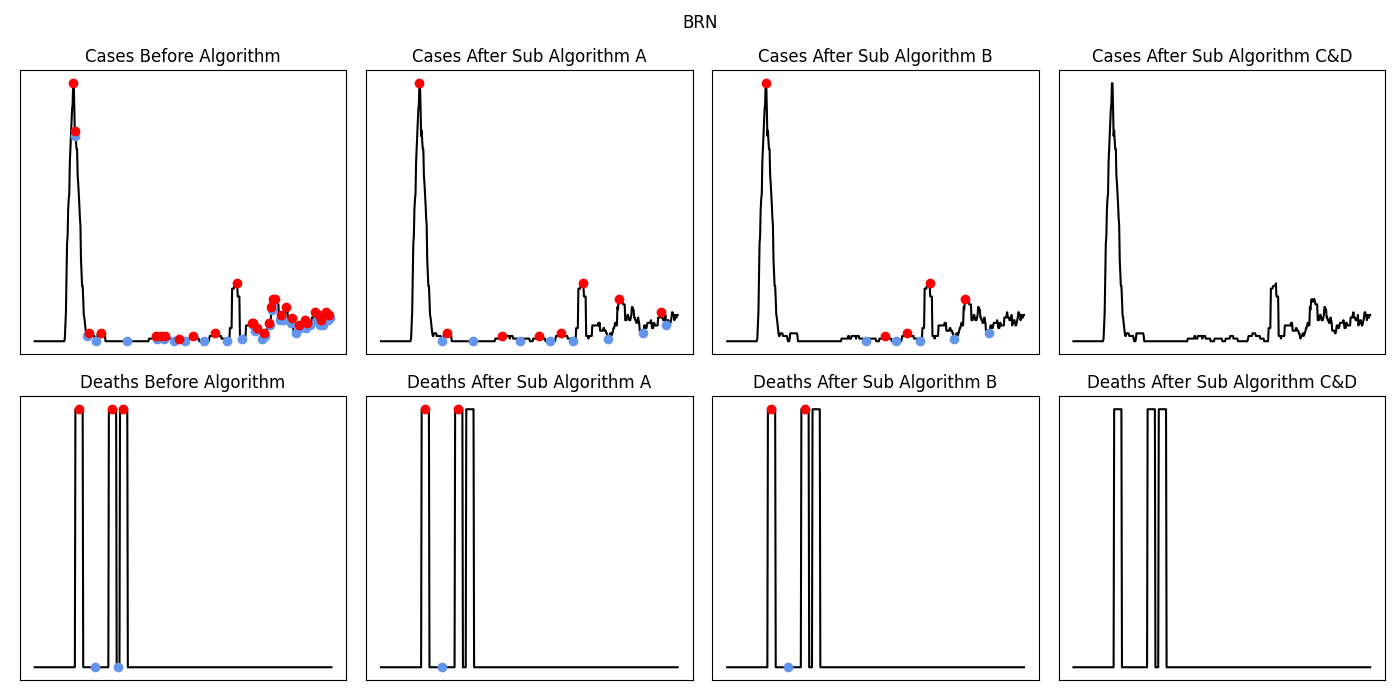 BRN
Cases Before Algorithm
Cases After Sub Algorithm A
Cases After Sub Algorithm B
Cases After Sub Algorithm C&D
Deaths Before Algorithm
Deaths After Sub Algorithm A
Deaths After Sub Algorithm B
Deaths After Sub Algorithm C&D